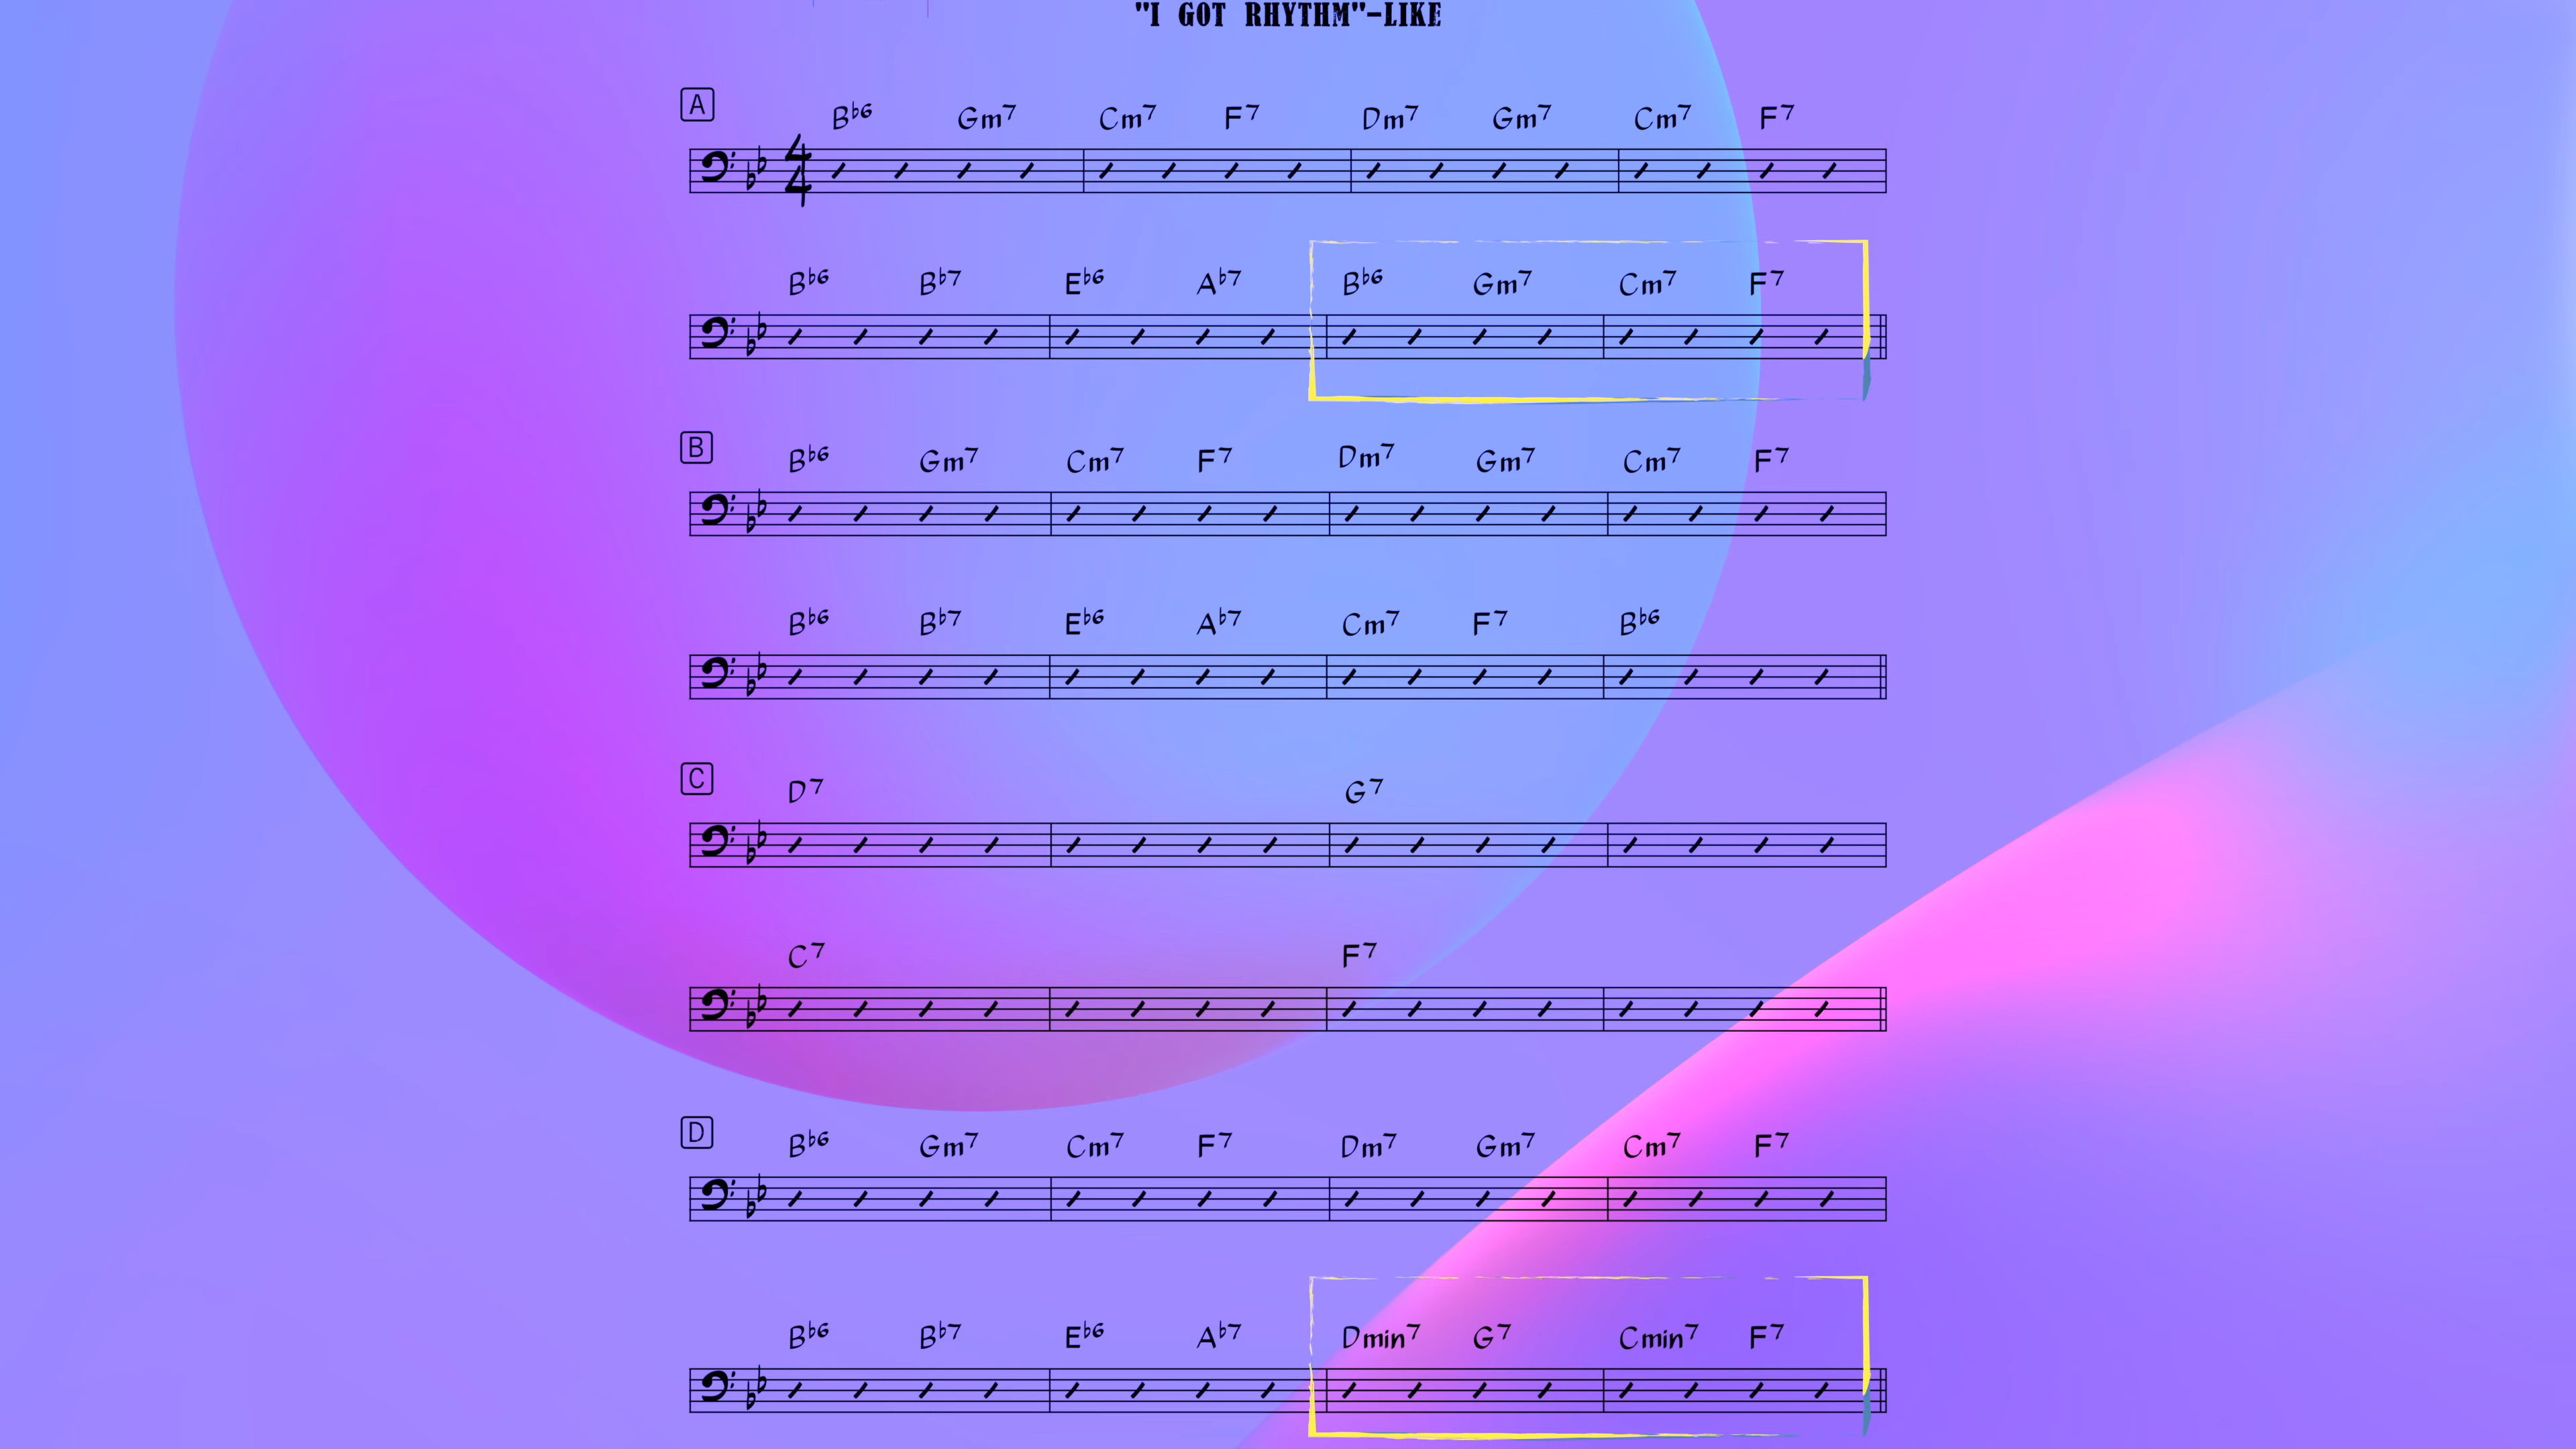 "I GOT RHYTHM"-LIKE
A
B♭6 Gm7 Cm7 F7 Dm7 Gm7 Cm7 F7
4
4
B♭6 B♭7 E♭6 A♭7 B♭6 Gm7 Cm7 F7
B
B♭6 Gm7 Cm7 F7 Dm7 Gm7 Cm7 F7
B♭6 B♭7 E♭6 A♭7 Cm7 F7 B♭6
C
D7 G7
C7 F7
D
B♭6 Gm7 Cm7 F7 Dm7 Gm7 Cm7 F7
B♭6 B♭7 E♭6 A♭7 Dmin7 G7 Cmin7 F7